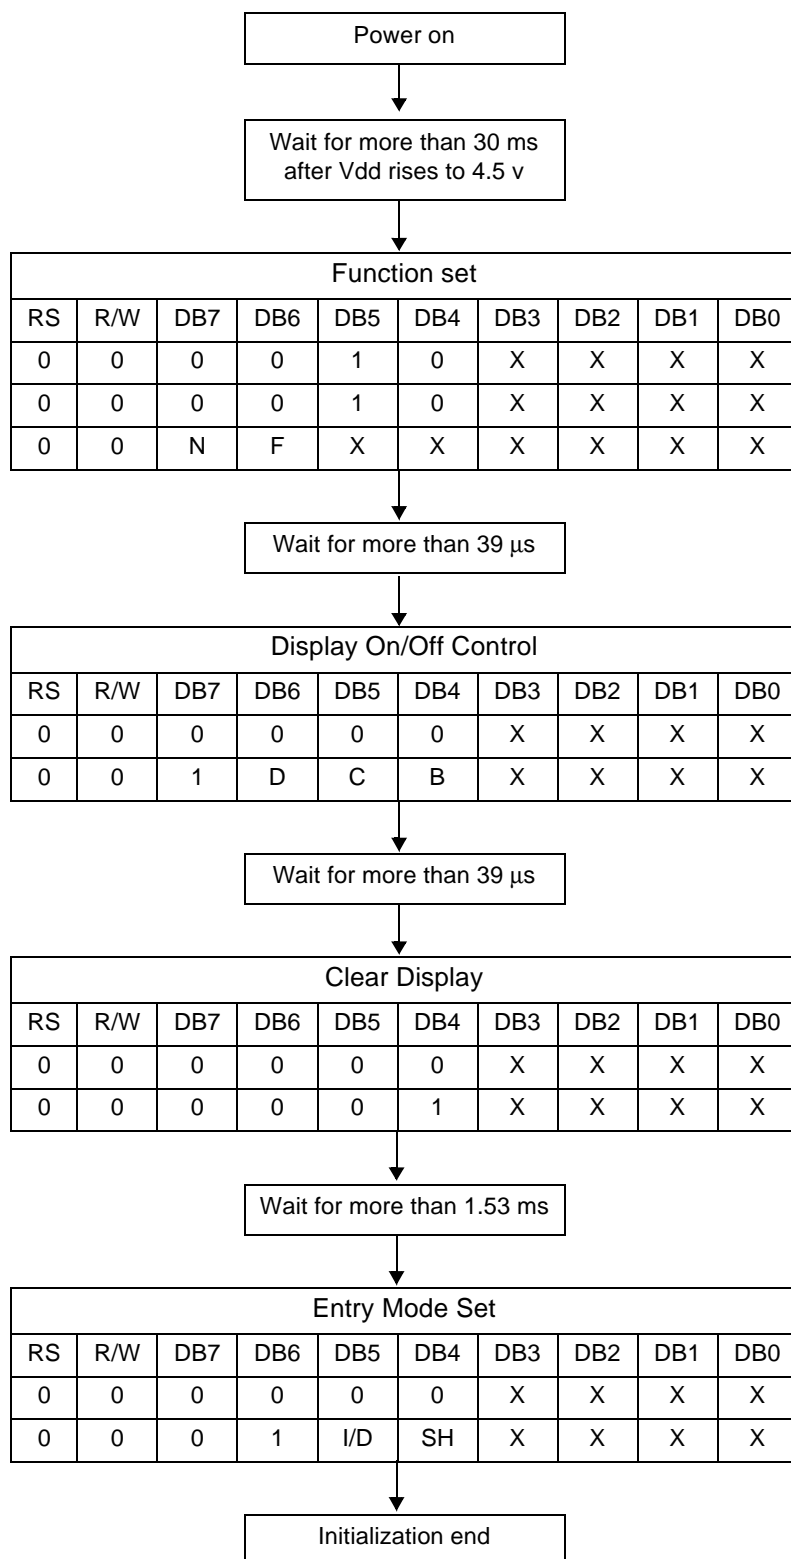 Power on
Wait for more than 30 ms
after Vdd rises to 4.5 v
Function set
RS R/W DB7 DB6 DB5 DB4 DB3 DB2 DB1 DB0
0 0 0 0 1 0 X X X X
0 0 0 0 1 0 X X X X
0 0 N F X X X X X X
Wait for more than 39 μs
Display On/Off Control
RS R/W DB7 DB6 DB5 DB4 DB3 DB2 DB1 DB0
0 0 0 0 0 0 X X X X
0 0 1 D C B X X X X
Wait for more than 39 μs
Clear Display
RS R/W DB7 DB6 DB5 DB4 DB3 DB2 DB1 DB0
0 0 0 0 0 0 X X X X
0 0 0 0 0 1 X X X X
Wait for more than 1.53 ms
Entry Mode Set
RS R/W DB7 DB6 DB5 DB4 DB3 DB2 DB1 DB0
0 0 0 0 0 0 X X X X
0 0 0 1 I/D SH X X X X
Initialization end